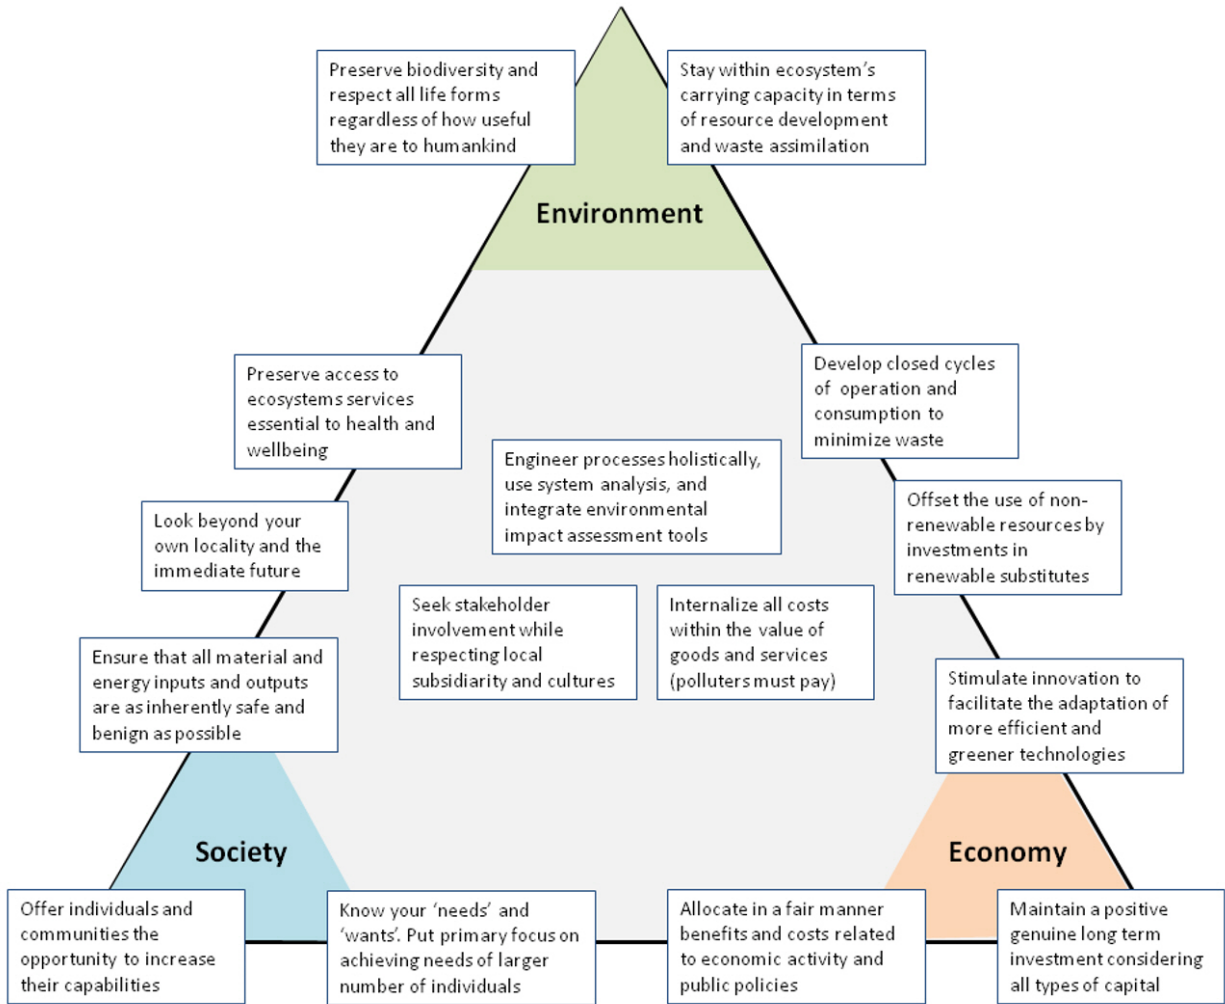 Preserve biodiversity and
respect all life forms
regardless of how useful
they are to humankind
Stay within ecosystem's
carrying capacity in terms
of resource development
and waste assimilation
Environment
Preserve access to
ecosystems services
essential to health and
wellbeing
Develop closed cycles
of operation and
consumption to
minimize waste
Engineer processes holistically,
use system analysis, and
integrate environmental
impact assessment tools
Look beyond your
own locality and the
immediate future
Offset the use of non-
renewable resources by
investments in
renewable substitutes
Seek stakeholder
involvement while
respecting local
subsidiarity and cultures
Internalize all costs
within the value of
goods and services
(polluters must pay)
Ensure that all material and
energy inputs and outputs
are as inherently safe and
benign as possible
Stimulate innovation to
facilitate the adaptation of
more efficient and
greener technologies
Society
Economy
Offer individuals and
communities the
opportunity to increase
their capabilities
Know your 'needs' and
'wants'. Put primary focus on
achieving needs of larger
number of individuals
Allocate in a fair manner
benefits and costs related
to economic activity and
public policies
Maintain a positive
genuine long term
investment considering
all types of capital